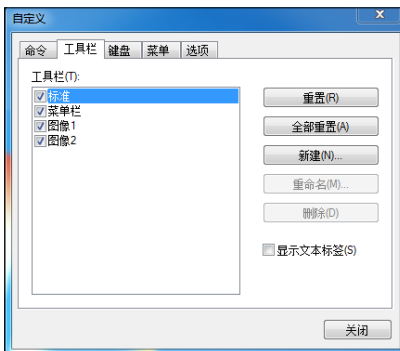 自定义
命令 工具栏 键盘 菜单 选项
工具栏(T):
标准
菜单栏
图像1
图像2
重置(R)
全部重置(A)
新建(N)...
重命名(M)...
删除(D)
显示文本标签(S)
关闭